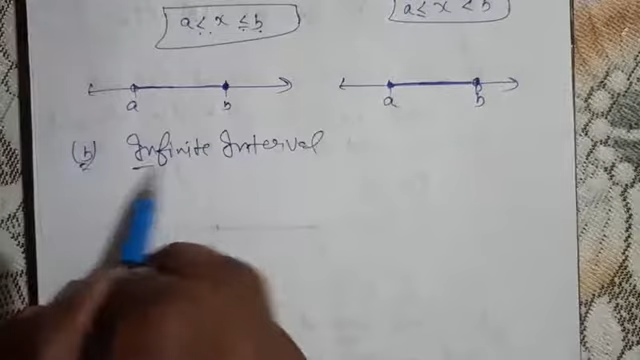 a ≤ x ≤ b
a ≤ x < b
a b
a b
(b) Infinite Interval